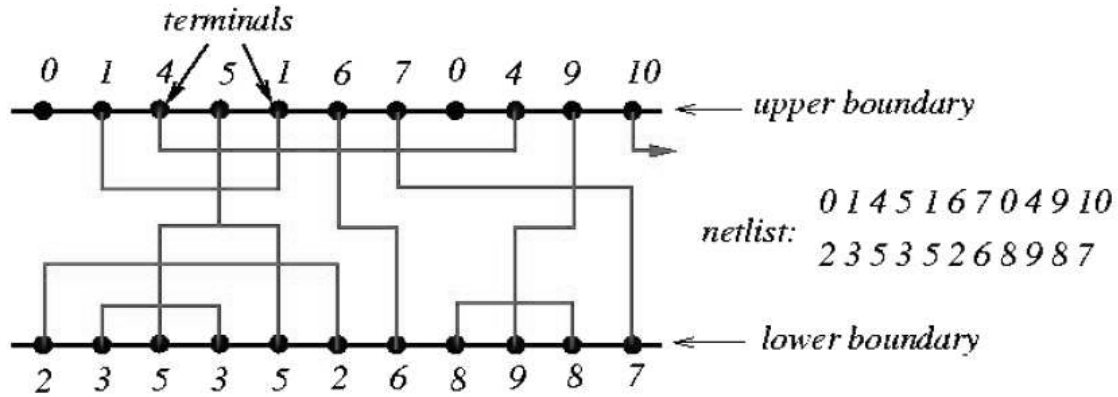 terminals
0 1 4 5 1 6 7 0 4 9 10
upper boundary
netlist:
0 1 4 5 1 6 7 0 4 9 10
2 3 5 3 5 2 6 8 9 8 7
lower boundary
2 3 5 3 5 2 6 8 9 8 7